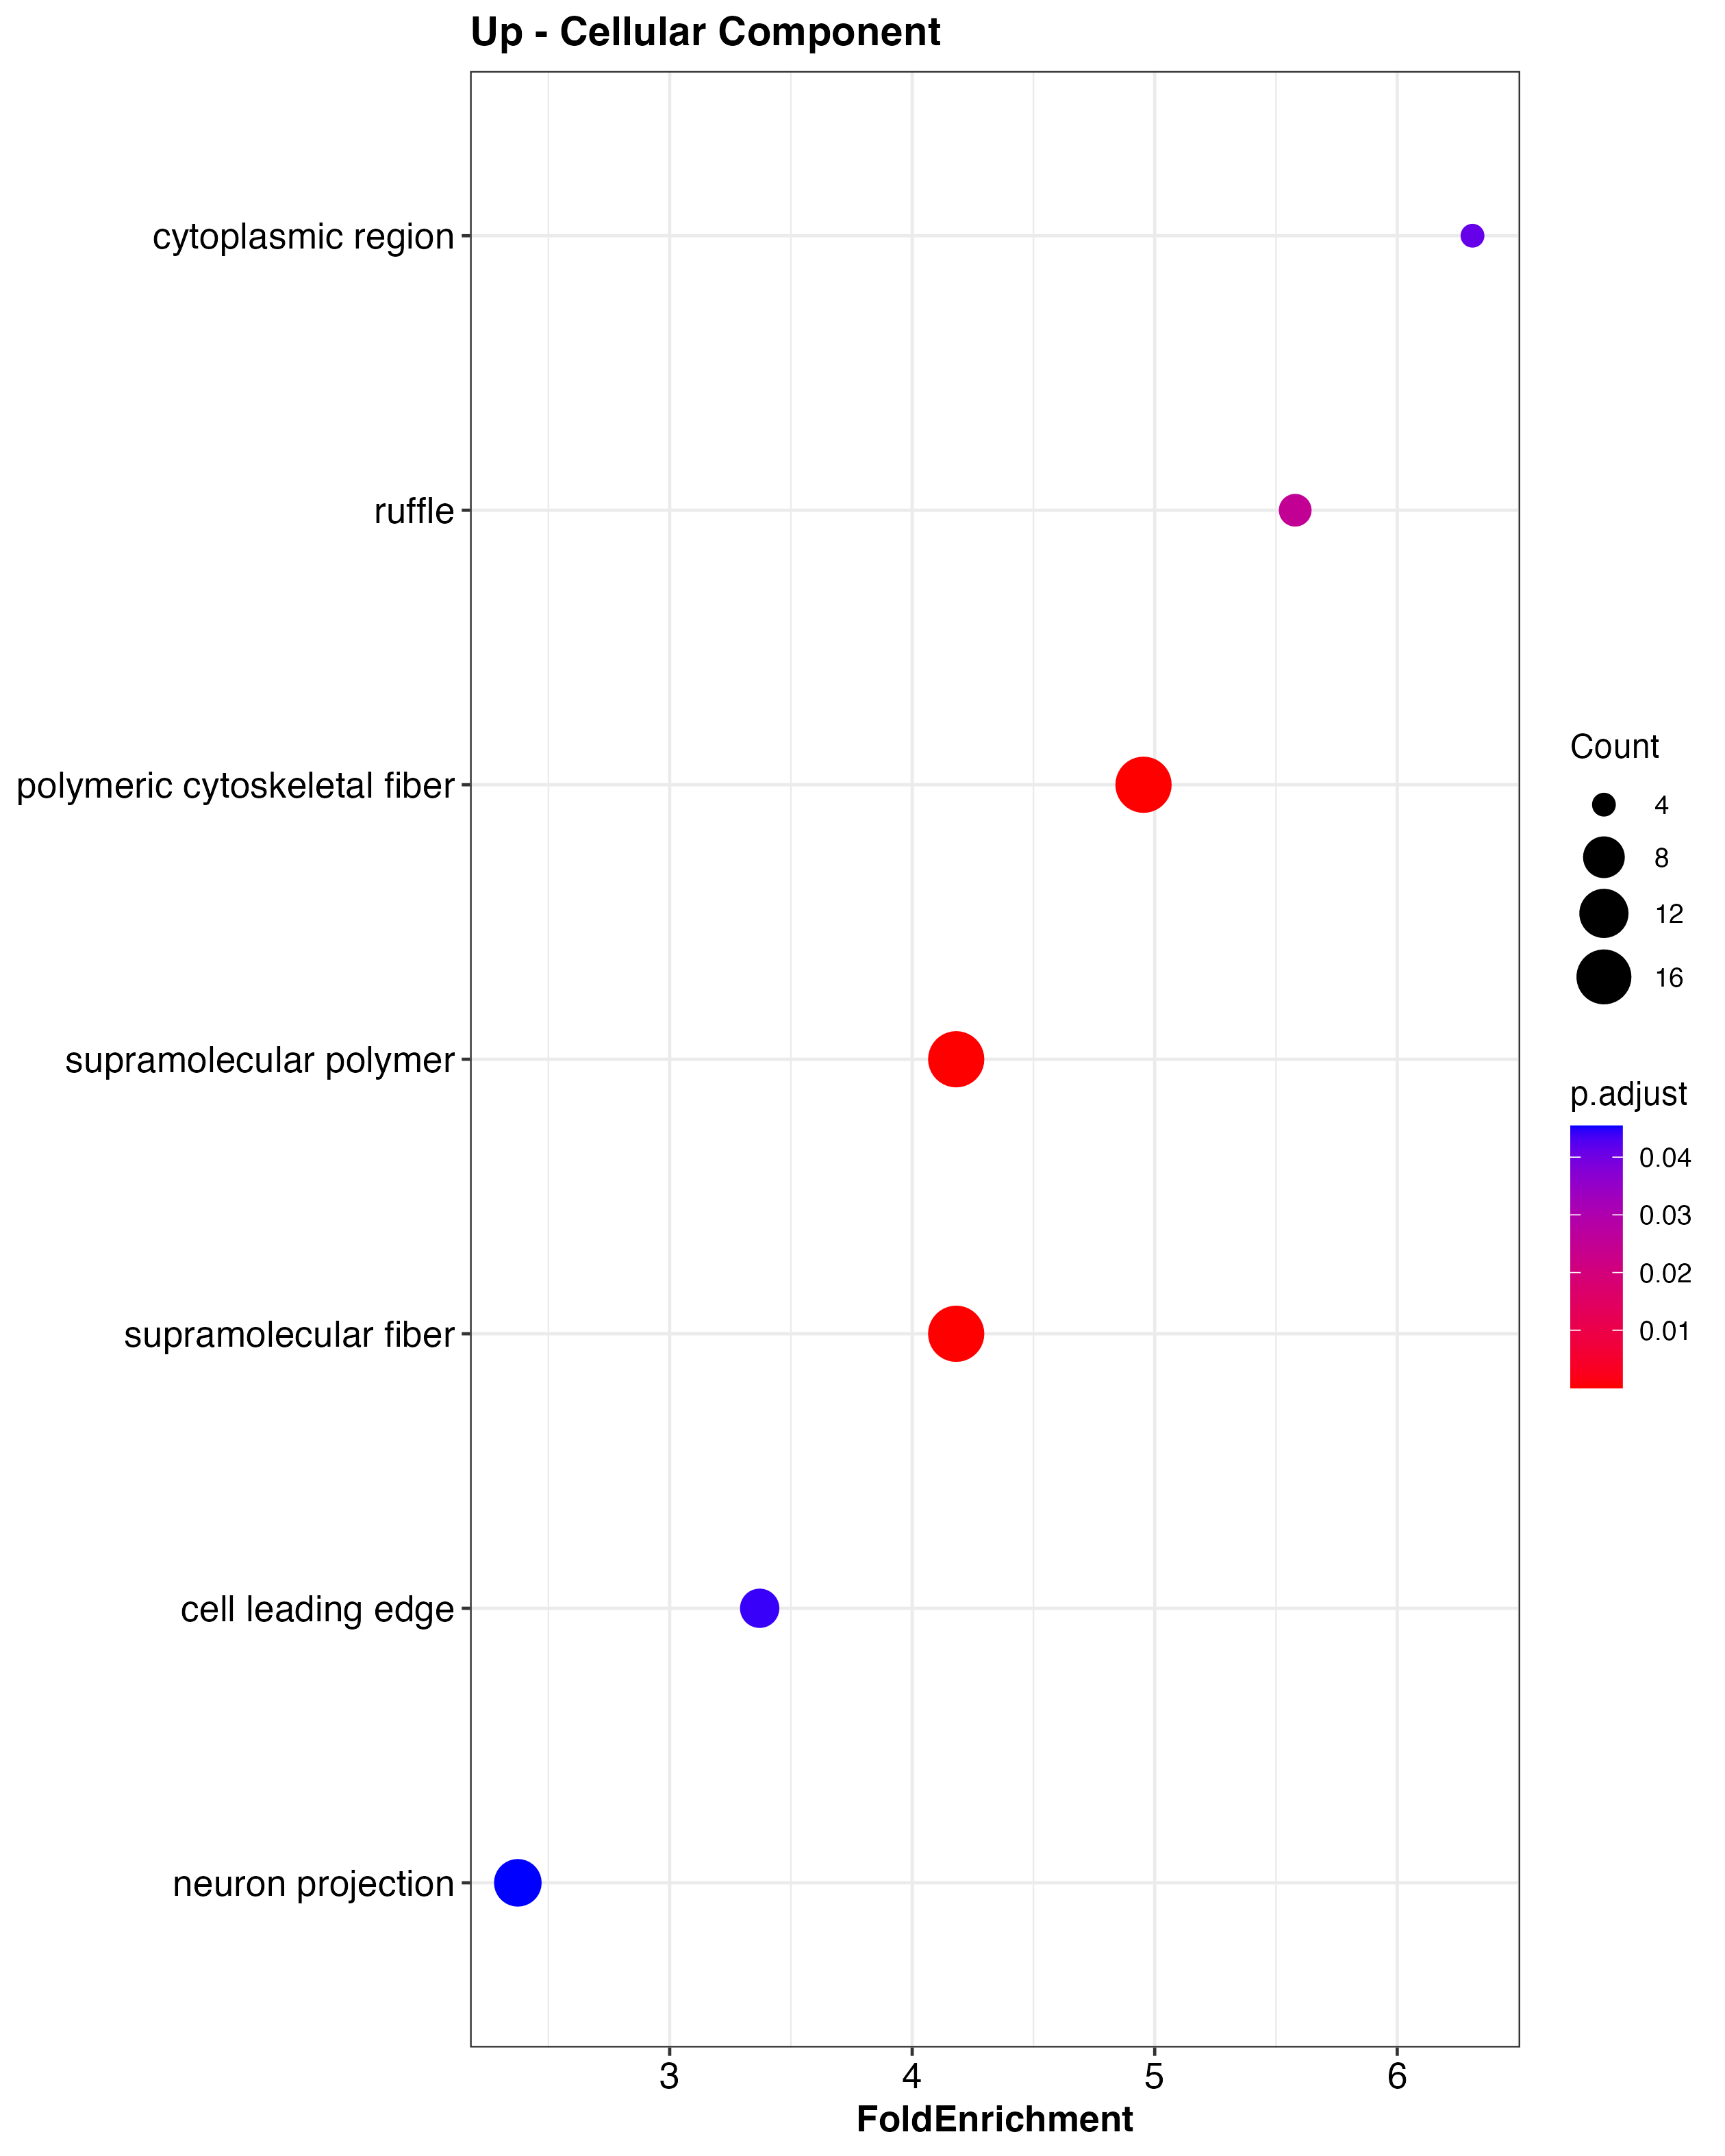 Up - Cellular Component
cytoplasmic region
ruffle
polymeric cytoskeletal fiber
supramolecular polymer
supramolecular fiber
cell leading edge
neuron projection
3 4 5 6
FoldEnrichment
Count
4
8
12
16
p.adjust
0.04
0.03
0.02
0.01